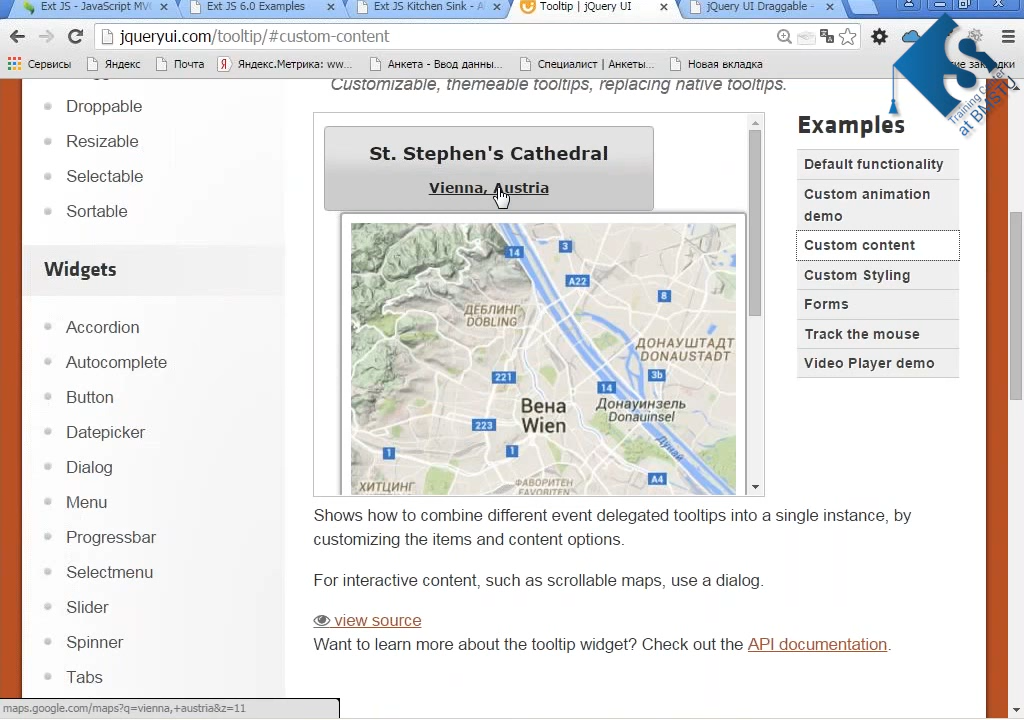 Ext JS - JavaScript MV
Ext JS 6.0 Examples
Ext JS Kitchen Sink - A
Tooltip | jQuery UI
jQuery UI Draggable -
jqueryui.com/tooltip/#custom-content
Сервисы
Яндекс
Почта
Яндекс.Метрика: ww...
Анкета - Ввод данны...
Специалист | Анкеты...
Новая вкладка
Training Center
at BMSTU
Customizable, themeable tooltips, replacing native tooltips.
Droppable
Resizable
Selectable
Sortable
Widgets
Accordion
Autocomplete
Button
Datepicker
Dialog
Menu
Progressbar
Selectmenu
Slider
Spinner
Tabs
St. Stephen's Cathedral
Vienna, Austria
14
3
A22
8
ДЕБЛИНГ
DÖBLING
ДОНАУШТАДТ
DONAUSTADT
221
3b
14
Донауинзель
Donauinsel
Вена
Wien
223
1
1
Дунай
A4
ХИТЦИНГ
ФАВОРИТЕН
FAVORITEN
Shows how to combine different event delegated tooltips into a single instance, by
customizing the items and content options.
For interactive content, such as scrollable maps, use a dialog.
view source
Want to learn more about the tooltip widget? Check out the API documentation.
Examples
Default functionality
Custom animation
demo
Custom content
Custom Styling
Forms
Track the mouse
Video Player demo
maps.google.com/maps?q=vienna,+austria&z=11